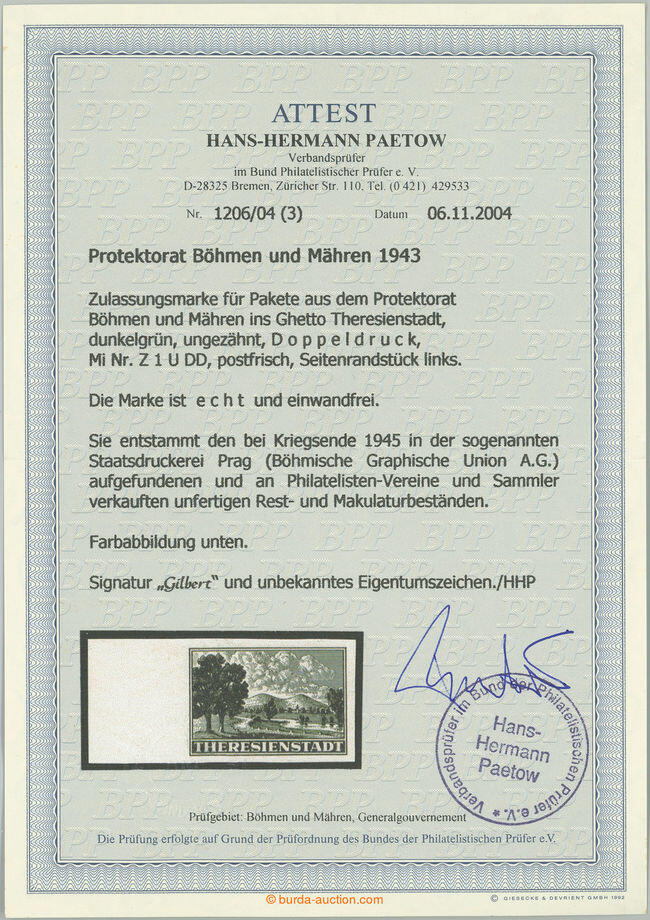 ATTEST
HANS-HERMANN PAETOW
Verbandsprüfer
im Bund Philatelistischer Prüfer e. V.
D-28325 Bremen, Züricher Str. 110, Tel. (0 421) 429533
Nr. 1206/04 (3) Datum 06.11.2004
Protektorat Böhmen und Mähren 1943
Zulassungsmarke für Pakete aus dem Protektorat
Böhmen und Mähren ins Ghetto Theresienstadt,
dunkelgrün, ungezähnt, D o p p e l d r u c k,
Mi Nr. Z 1 U DD, postfrisch, Seitenrandstück links.
Die Marke ist e c h t und einwandfrei.
Sie entstammt den bei Kriegsende 1945 in der sogenannten
Staatsdruckerei Prag (Böhmische Graphische Union A.G.)
aufgefundenen und an Philatelisten-Vereine und Sammler
verkauften unfertigen Rest- und Makulaturbeständen.
Farbabbildung unten.
Signatur „Gilbert“ und unbekanntes Eigentumszeichen./HHP
THERESIENSTADT
Verbandsprüfer im Bund der Philatelistischen Prüfer e.V. *
Hans-
Hermann
Paetow
Prüfgebiet: Böhmen und Mähren, Generalgouvernement
Die Prüfung erfolgte auf Grund der Prüfordnung des Bundes der Philatelistischen Prüfer e.V.
© burda-auction.com
© GIESECKE & DEVRIENT GMBH 1992